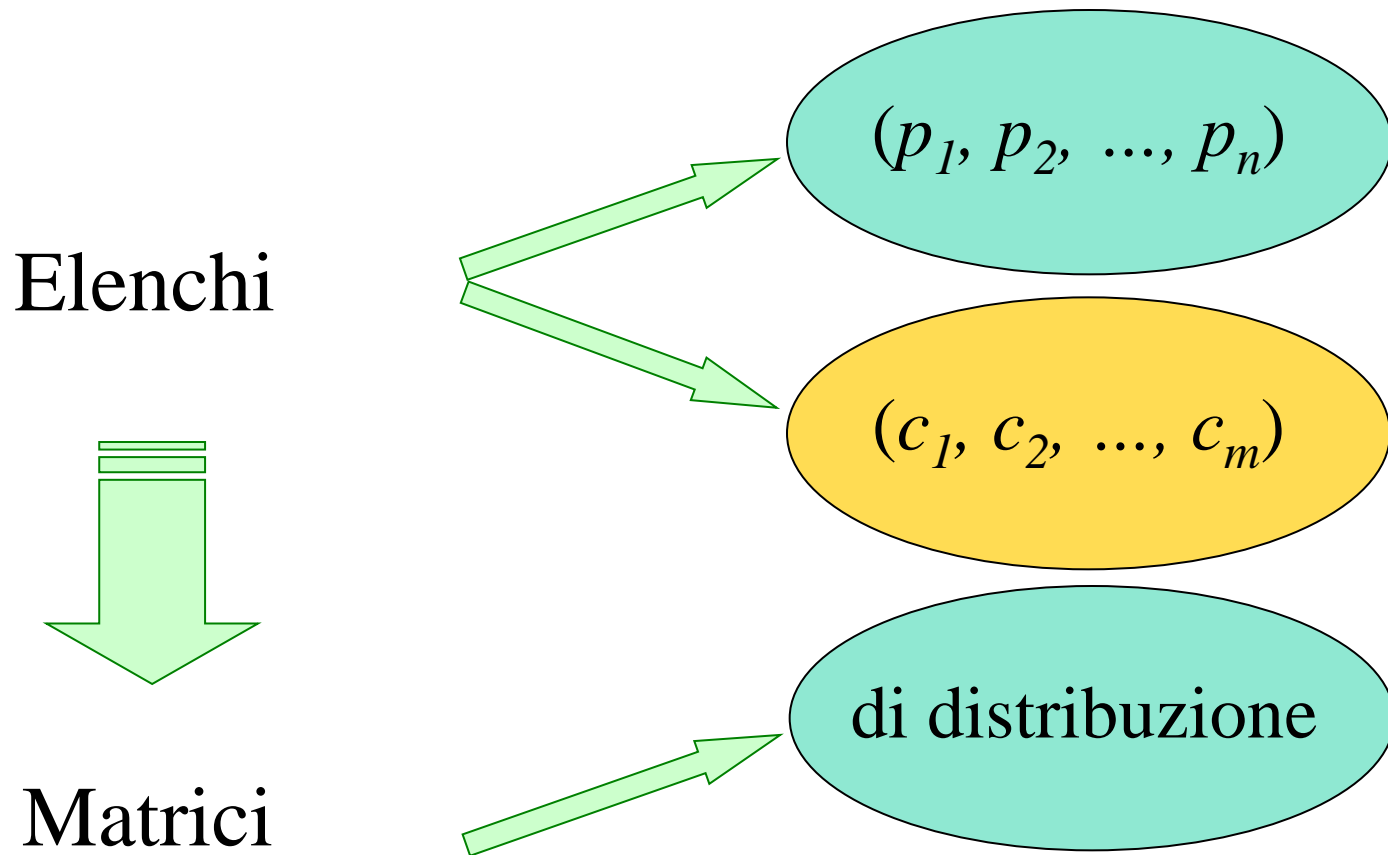 (p₁, p₂, ..., pₙ)
Elenchi
(c₁, c₂, ..., cₘ)
di distribuzione
Matrici